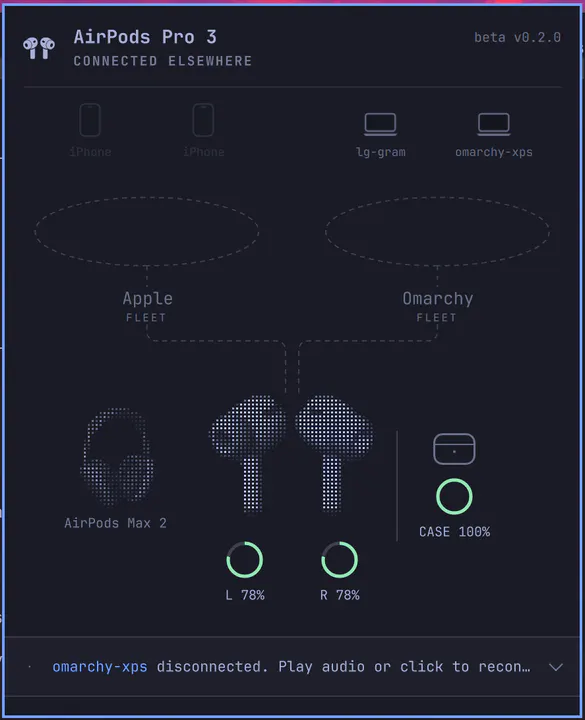 AirPods Pro 3
beta v0.2.0
CONNECTED ELSEWHERE
iPhone iPhone lg-gram omarchy-xps
Apple Omarchy
FLEET FLEET
AirPods Max 2
CASE 100%
L 78% R 78%
omarchy-xps disconnected. Play audio or click to recon…